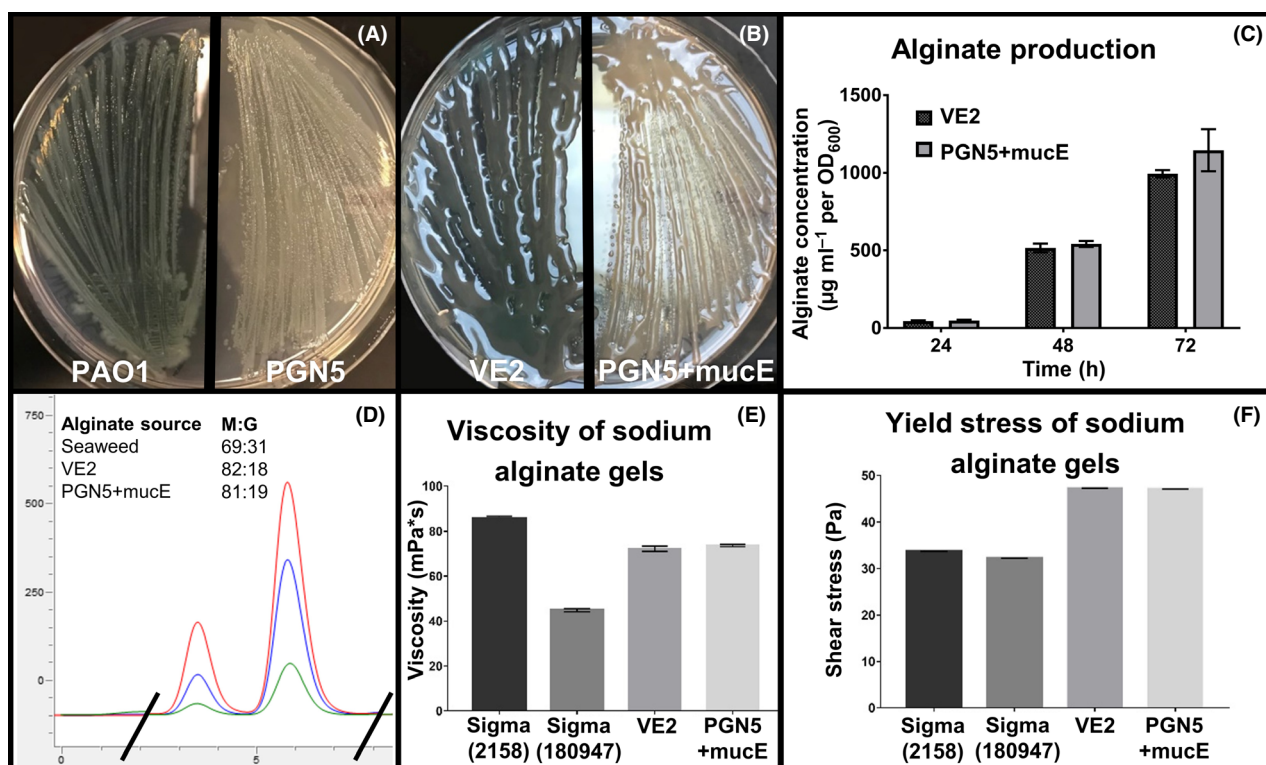 (A)
PAO1
PGN5
(B)
VE2
PGN5+mucE
(C)
Alginate production
1500
1000
500
0
VE2
PGN5+mucE
Alginate concentration
(µg ml⁻¹ per OD₆₀₀)
24
48
72
Time (h)
(D)
Alginate source M:G
Seaweed 69:31
VE2 82:18
PGN5+mucE 81:19
750
500
250
0
0
5
(E)
Viscosity of sodium
alginate gels
Viscosity (mPa*s)
100
80
60
40
20
0
Sigma
(2158)
Sigma
(180947)
VE2
PGN5
+mucE
(F)
Yield stress of sodium
alginate gels
Shear stress (Pa)
50
40
30
20
10
0
Sigma
(2158)
Sigma
(180947)
VE2
PGN5
+mucE